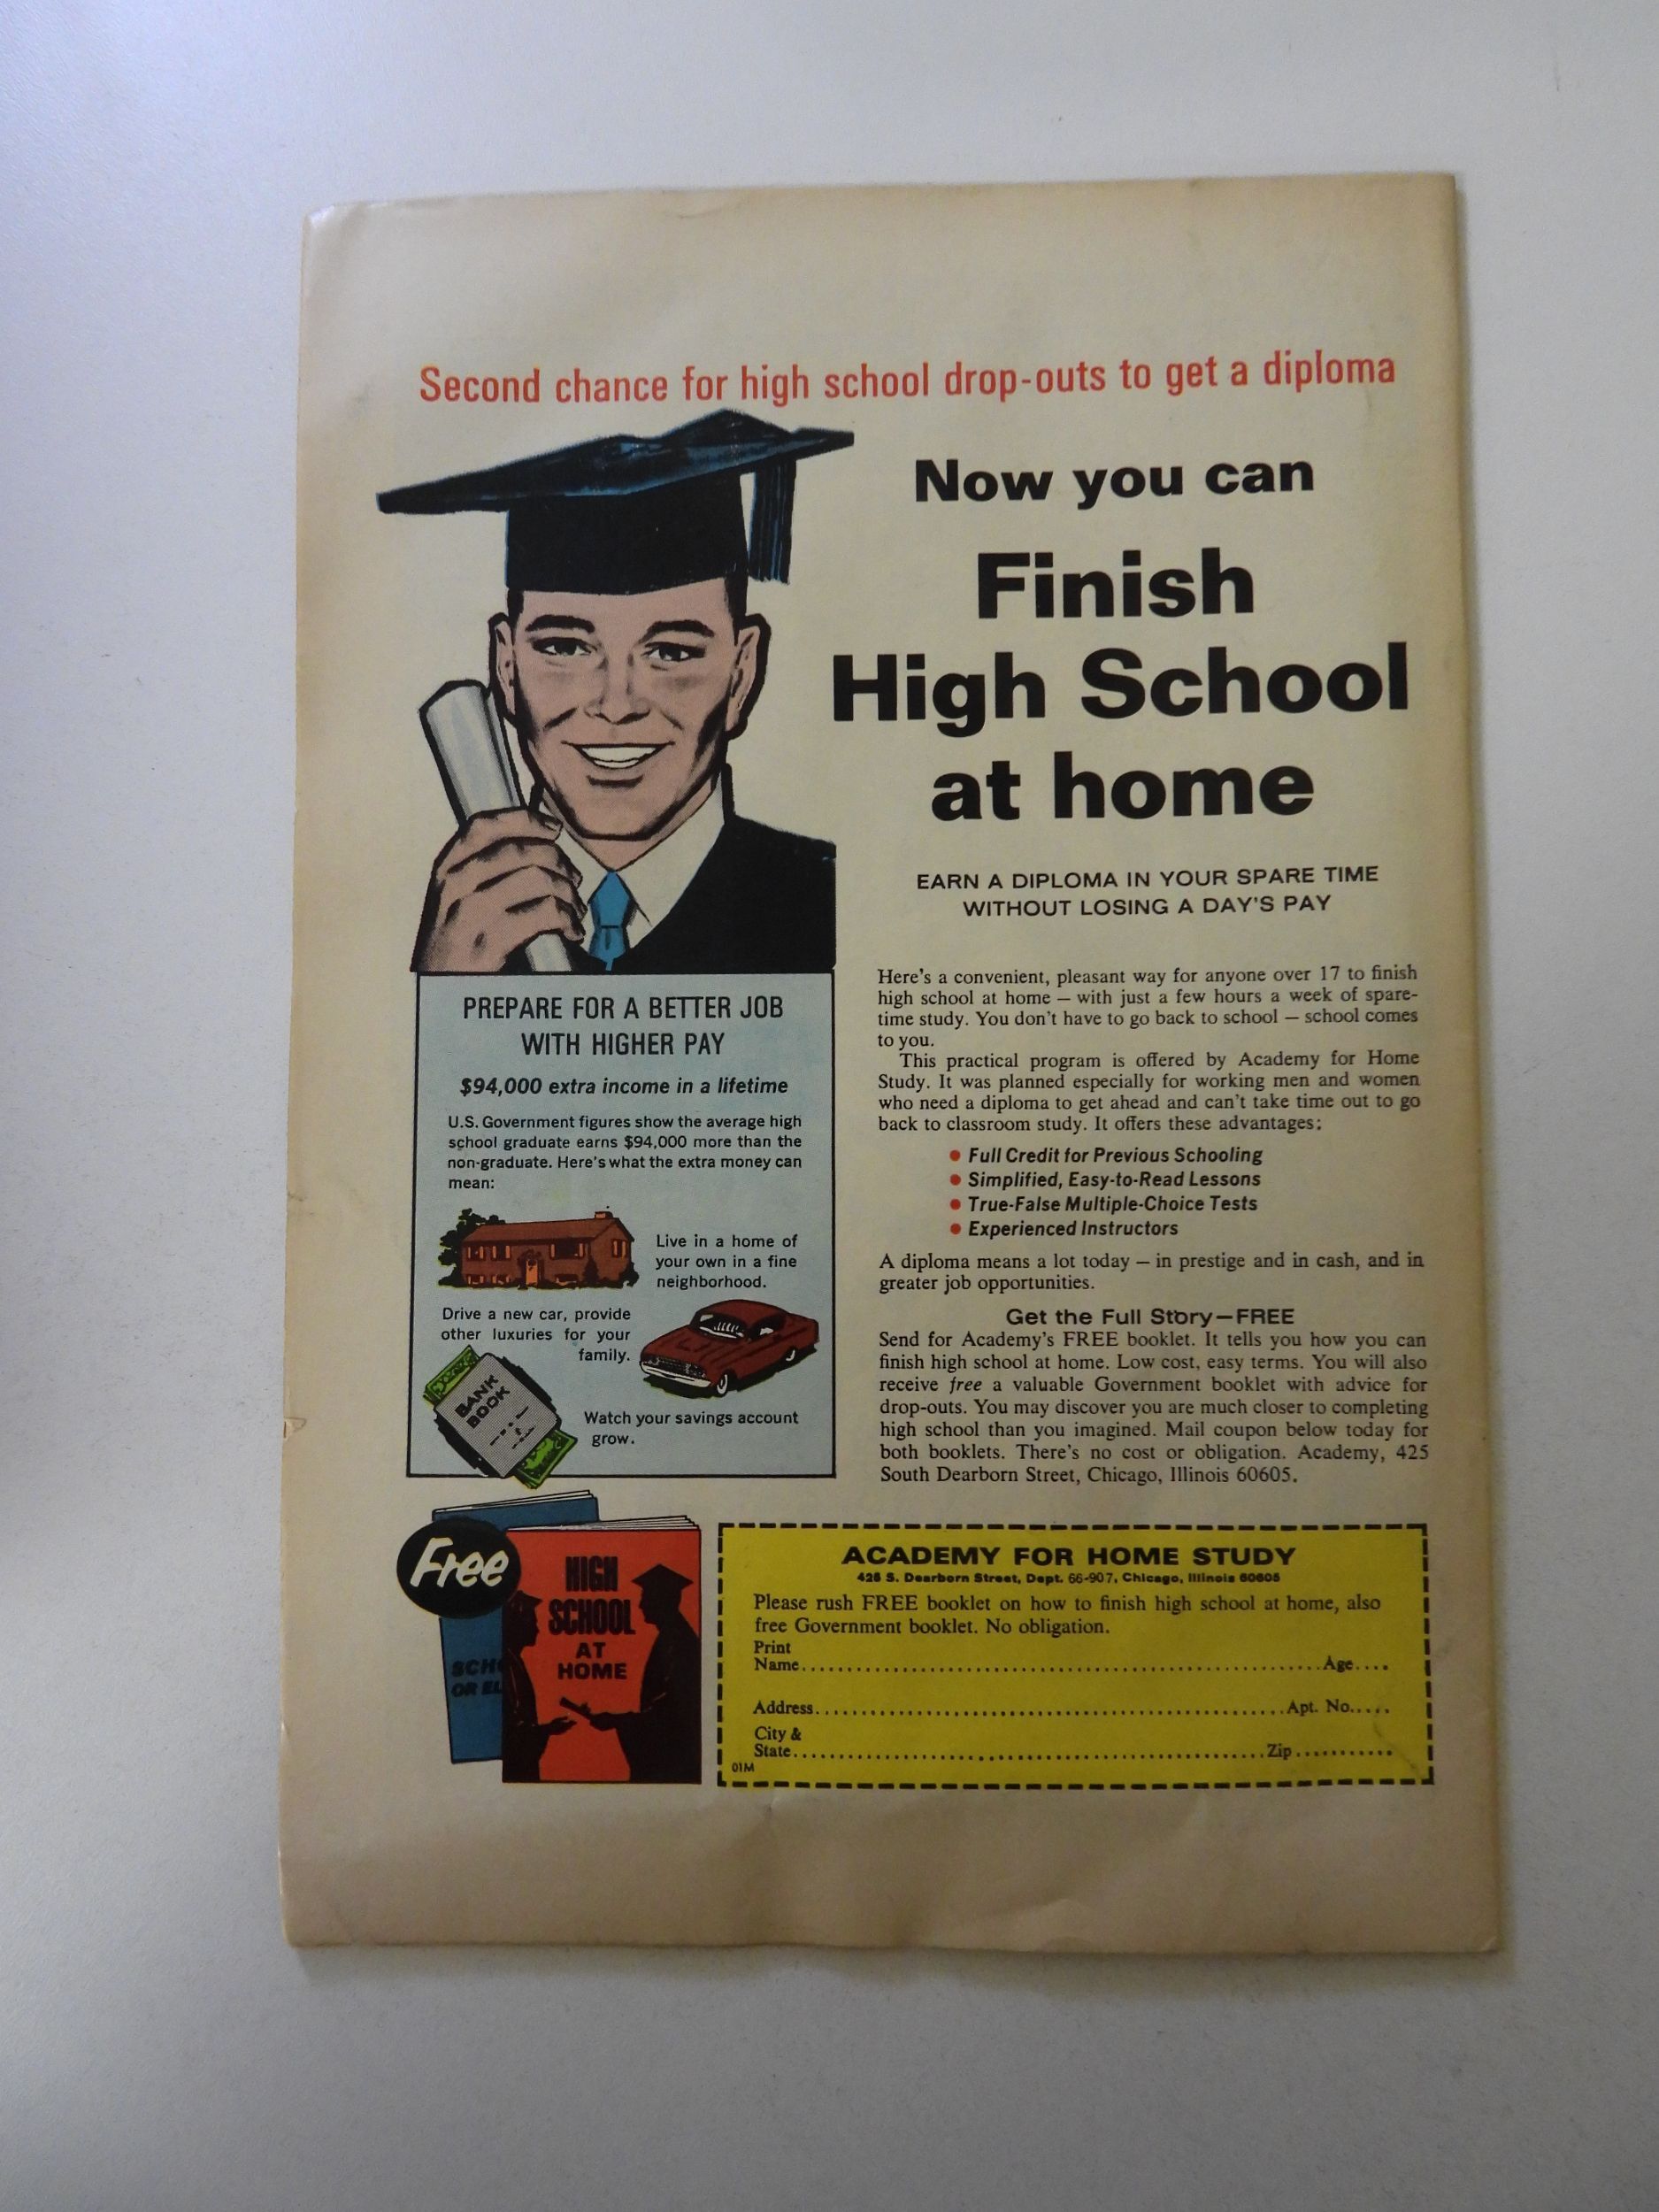 Second chance for high school drop-outs to get a diploma
Now you can
Finish
High School
at home
EARN A DIPLOMA IN YOUR SPARE TIME
WITHOUT LOSING A DAY'S PAY
PREPARE FOR A BETTER JOB
WITH HIGHER PAY
$94,000 extra income in a lifetime
U.S. Government figures show the average high
school graduate earns $94,000 more than the
non-graduate. Here's what the extra money can
mean:
Live in a home of
your own in a fine
neighborhood.
Drive a new car, provide
other luxuries for your
family.
BANK
BOOK
Watch your savings account
grow.
Here's a convenient, pleasant way for anyone over 17 to finish
high school at home — with just a few hours a week of spare-
time study. You don't have to go back to school — school comes
to you.
This practical program is offered by Academy for Home
Study. It was planned especially for working men and women
who need a diploma to get ahead and can't take time out to go
back to classroom study. It offers these advantages:
• Full Credit for Previous Schooling
• Simplified, Easy-to-Read Lessons
• True-False Multiple-Choice Tests
• Experienced Instructors
A diploma means a lot today — in prestige and in cash, and in
greater job opportunities.
Get the Full Story—FREE
Send for Academy's FREE booklet. It tells you how you can
finish high school at home. Low cost, easy terms. You will also
receive free a valuable Government booklet with advice for
drop-outs. You may discover you are much closer to completing
high school than you imagined. Mail coupon below today for
both booklets. There's no cost or obligation. Academy, 425
South Dearborn Street, Chicago, Illinois 60605.
Free
HIGH
SCHOOL
AT
HOME
SCHO
OR EL
ACADEMY FOR HOME STUDY
425 S. Dearborn Street, Dept. 66-907, Chicago, Illinois 60605
Please rush FREE booklet on how to finish high school at home, also
free Government booklet. No obligation.
Print
Name..........Age....
Address..........Apt. No.....
City &
State..........Zip...........
01M